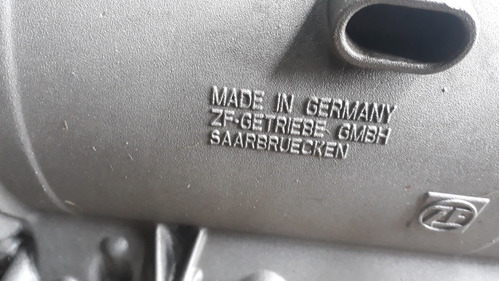 MADE IN GERMANY
ZF-GETRIEBE GMBH
SAARBRUECKEN
ZF